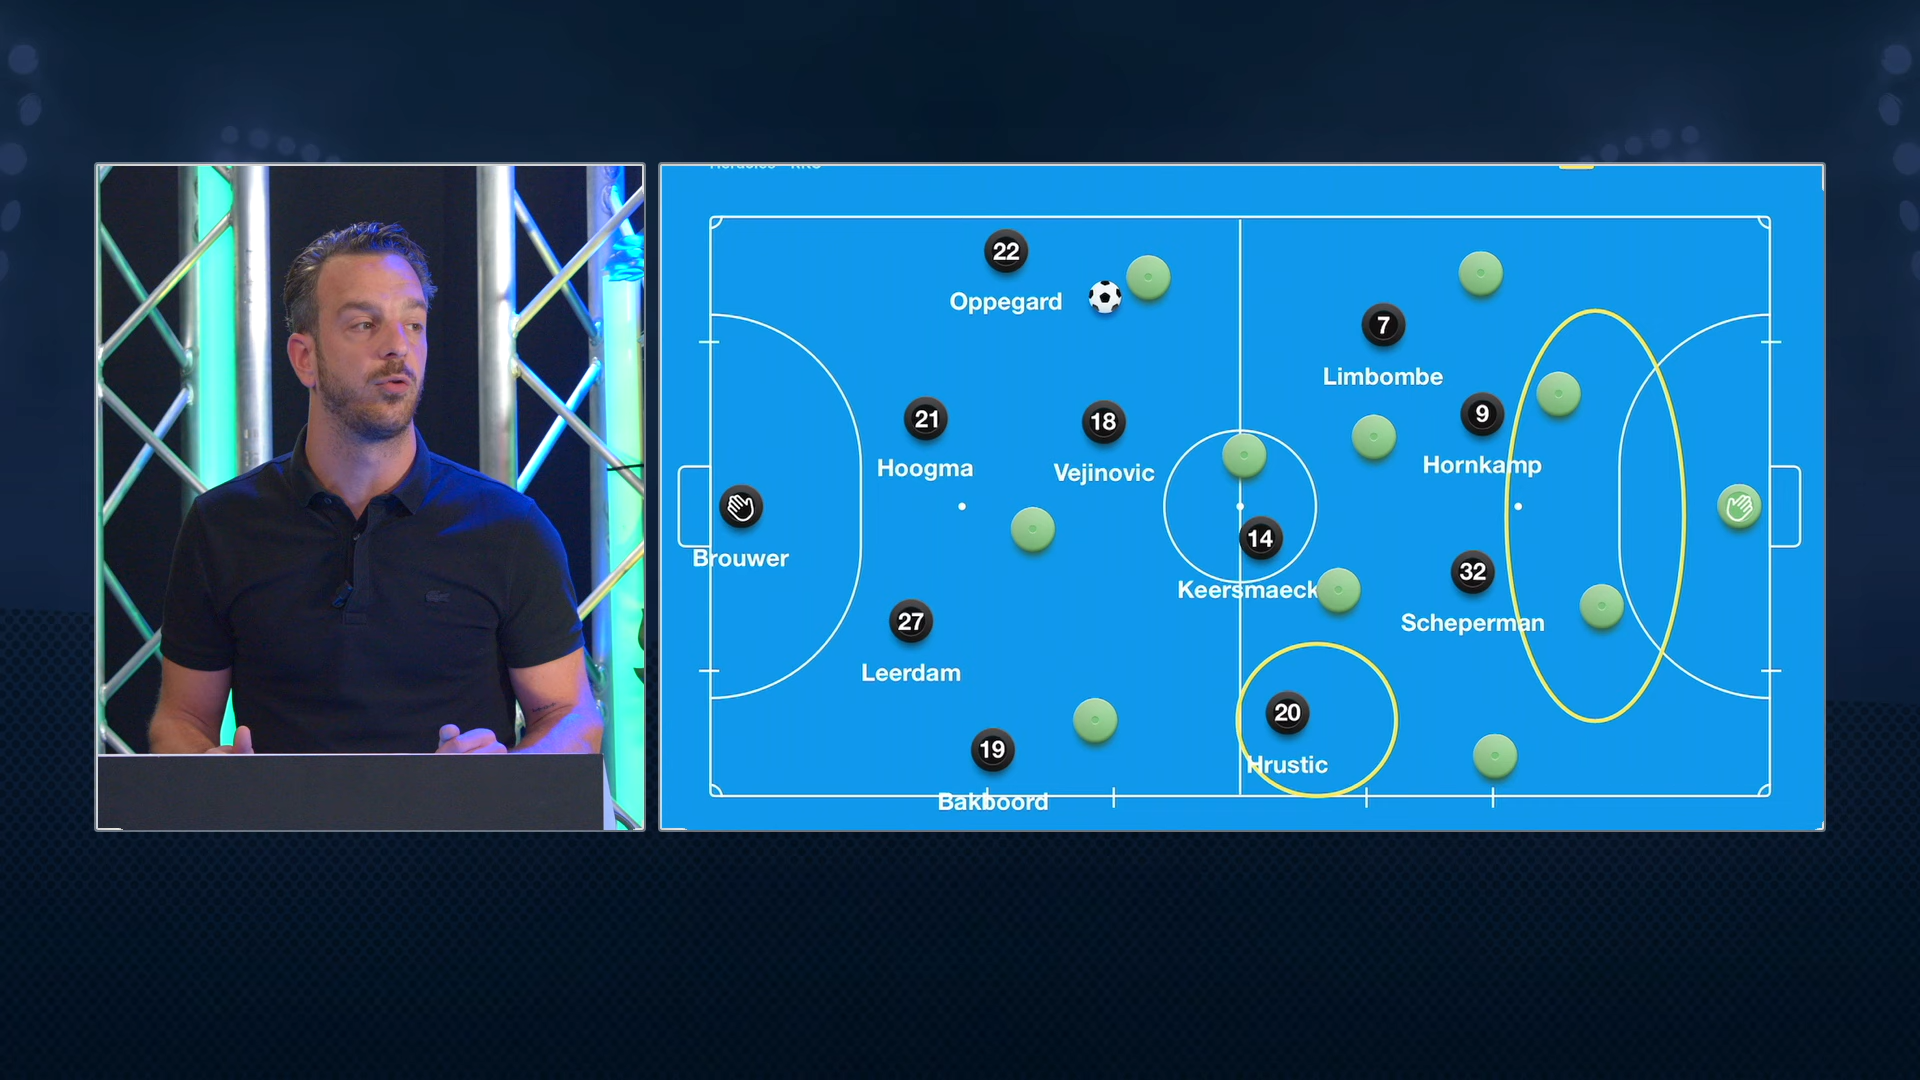 22
Oppegard
7
Limbombe
21
Hoogma
18
Vejinovic
9
Hornkamp
Brouwer
14
Keersmaeck
32
Scheperman
27
Leerdam
20
Hrustic
19
Bakboord